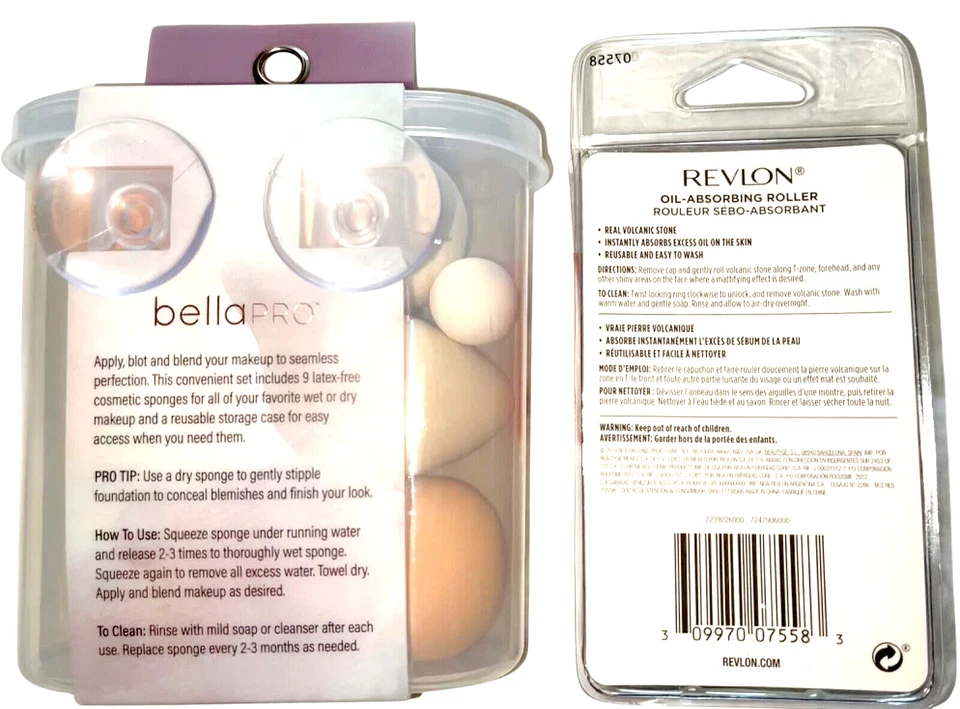 bellaPRO™
Apply, blot and blend your makeup to seamless
perfection. This convenient set includes 9 latex-free
cosmetic sponges for all of your favorite wet or dry
makeup and a reusable storage case for easy
access when you need them.
PRO TIP: Use a dry sponge to gently stipple
foundation to conceal blemishes and finish your look.
How To Use: Squeeze sponge under running water
and release 2-3 times to thoroughly wet sponge.
Squeeze again to remove all excess water. Towel dry.
Apply and blend makeup as desired.
To Clean: Rinse with mild soap or cleanser after each
use. Replace sponge every 2-3 months as needed.
07558
REVLON®
OIL-ABSORBING ROLLER
ROULEUR SÉBO-ABSORBANT
• REAL VOLCANIC STONE
• INSTANTLY ABSORBS EXCESS OIL ON THE SKIN
• REUSABLE AND EASY TO WASH
DIRECTIONS: Remove cap and gently roll volcanic stone along T-zone, forehead, and any
other shiny areas on the face where a mattifying effect is desired.
TO CLEAN: Twist locking ring clockwise to unlock, and remove volcanic stone. Wash with
warm water and gentle soap. Rinse and allow to air-dry overnight.
• VRAIE PIERRE VOLCANIQUE
• ABSORBE INSTANTANÉMENT L'EXCÈS DE SÉBUM DE LA PEAU
• RÉUTILISABLE ET FACILE À NETTOYER
MODE D'EMPLOI: Retirer le capuchon et faire rouler doucement la pierre volcanique sur la
zone en T, le front et toute autre partie luisante du visage où un effet mat est souhaité.
POUR NETTOYER: Dévisser l'anneau dans le sens des aiguilles d'une montre, puis retirer la
pierre volcanique. Nettoyer à l'eau tiède et au savon. Rincer et laisser sécher toute la nuit.
WARNING: Keep out of reach of children.
AVERTISSEMENT: Garder hors de la portée des enfants.
7239226000 7247906000
3 09970 07558 3
REVLON.COM